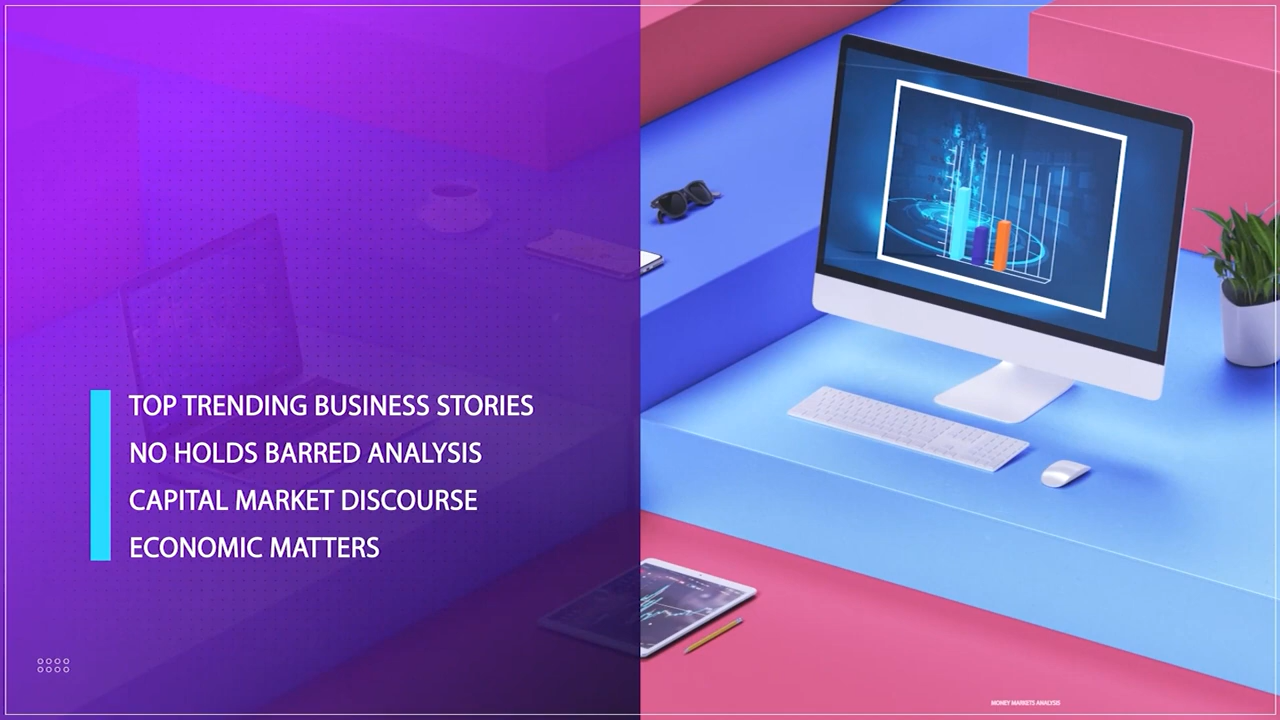 TOP TRENDING BUSINESS STORIES
NO HOLDS BARRED ANALYSIS
CAPITAL MARKET DISCOURSE
ECONOMIC MATTERS
MONEY MARKETS ANALYSIS